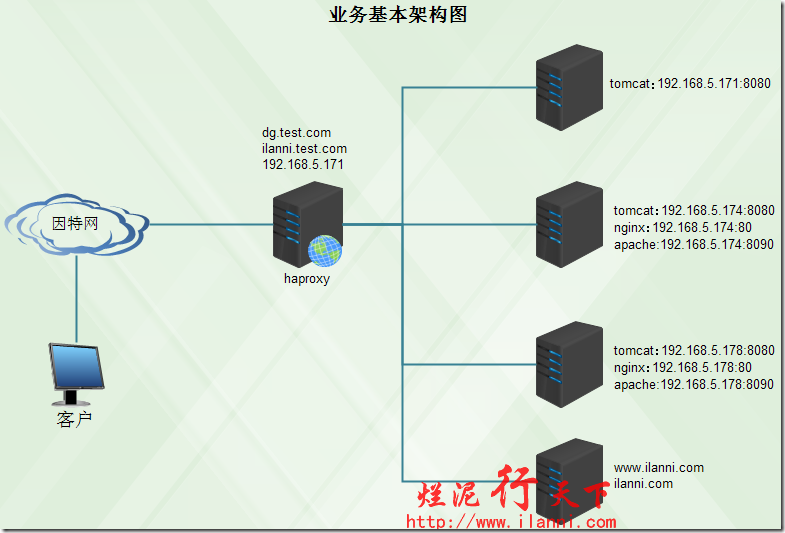 业务基本架构图
tomcat：192.168.5.171:8080
dg.test.com
ilanni.test.com
192.168.5.171
因特网
haproxy
tomcat：192.168.5.174:8080
nginx：192.168.5.174:80
apache:192.168.5.174:8090
tomcat：192.168.5.178:8080
nginx：192.168.5.178:80
apache:192.168.5.178:8090
客户
www.ilanni.com
ilanni.com
烂泥行天下
http://www.ilanni.com